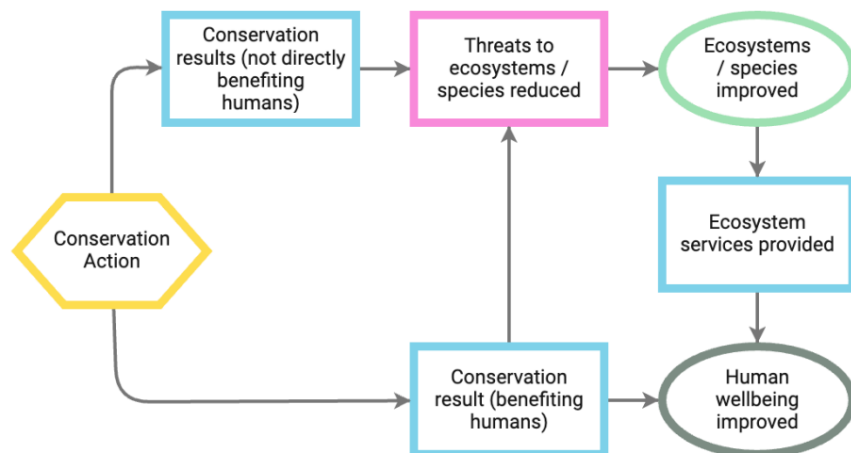 Conservation
results (not directly
benefiting
humans)
Threats to
ecosystems /
species reduced
Ecosystems
/ species
improved
Conservation
Action
Ecosystem
services provided
Conservation
result (benefiting
humans)
Human
wellbeing
improved